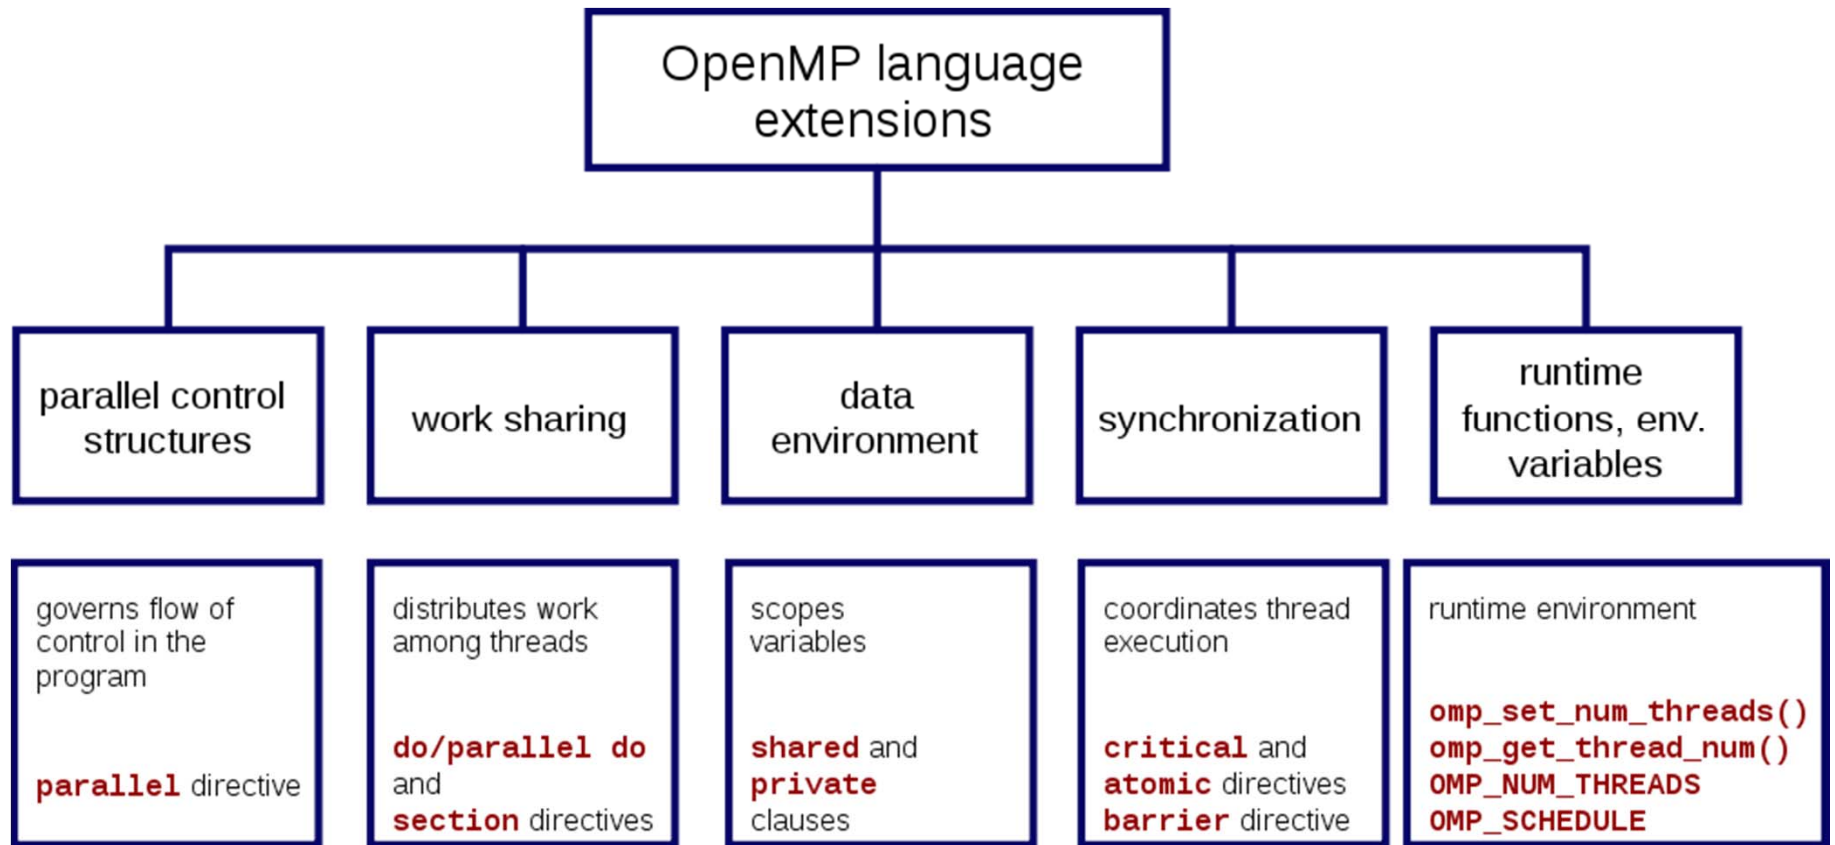 OpenMP language
extensions
parallel control
structures
work sharing
data
environment
synchronization
runtime
functions, env.
variables
governs flow of
control in the
program
parallel directive
distributes work
among threads
do/parallel do
and
section directives
scopes
variables
shared and
private
clauses
coordinates thread
execution
critical and
atomic directives
barrier directive
runtime environment
omp_set_num_threads()
omp_get_thread_num()
OMP_NUM_THREADS
OMP_SCHEDULE